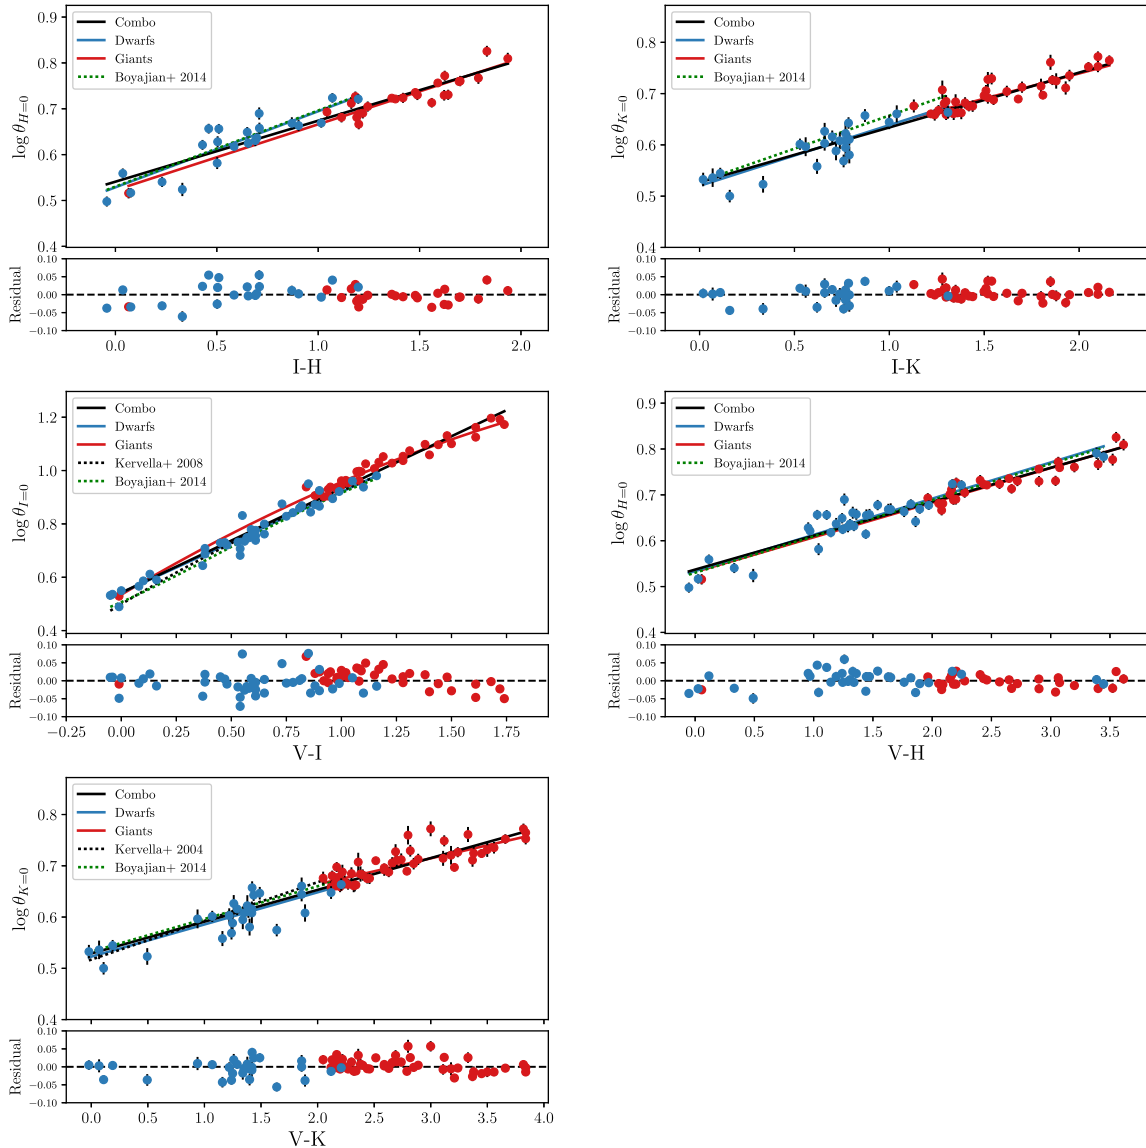 0.9
0.8
0.7
0.6
0.5
0.4
log θ_{H=0}
Combo
Dwarfs
Giants
Boyajian+ 2014
0.10
0.05
0.00
−0.05
−0.10
Residual
0.0 0.5 1.0 1.5 2.0
I-H
0.9
0.8
0.7
0.6
0.5
0.4
log θ_{K=0}
Combo
Dwarfs
Giants
Boyajian+ 2014
0.10
0.05
0.00
−0.05
−0.10
Residual
0.0 0.5 1.0 1.5 2.0
I-K
1.2
1.0
0.8
0.6
0.4
log θ_{I=0}
Combo
Dwarfs
Giants
Kervella+ 2008
Boyajian+ 2014
0.10
0.05
0.00
−0.05
−0.10
Residual
−0.25 0.00 0.25 0.50 0.75 1.00 1.25 1.50 1.75
V-I
0.9
0.8
0.7
0.6
0.5
0.4
log θ_{H=0}
Combo
Dwarfs
Giants
Boyajian+ 2014
0.10
0.05
0.00
−0.05
−0.10
Residual
0.0 0.5 1.0 1.5 2.0 2.5 3.0 3.5
V-H
0.8
0.7
0.6
0.5
0.4
log θ_{K=0}
Combo
Dwarfs
Giants
Kervella+ 2004
Boyajian+ 2014
0.10
0.05
0.00
−0.05
−0.10
Residual
0.0 0.5 1.0 1.5 2.0 2.5 3.0 3.5 4.0
V-K